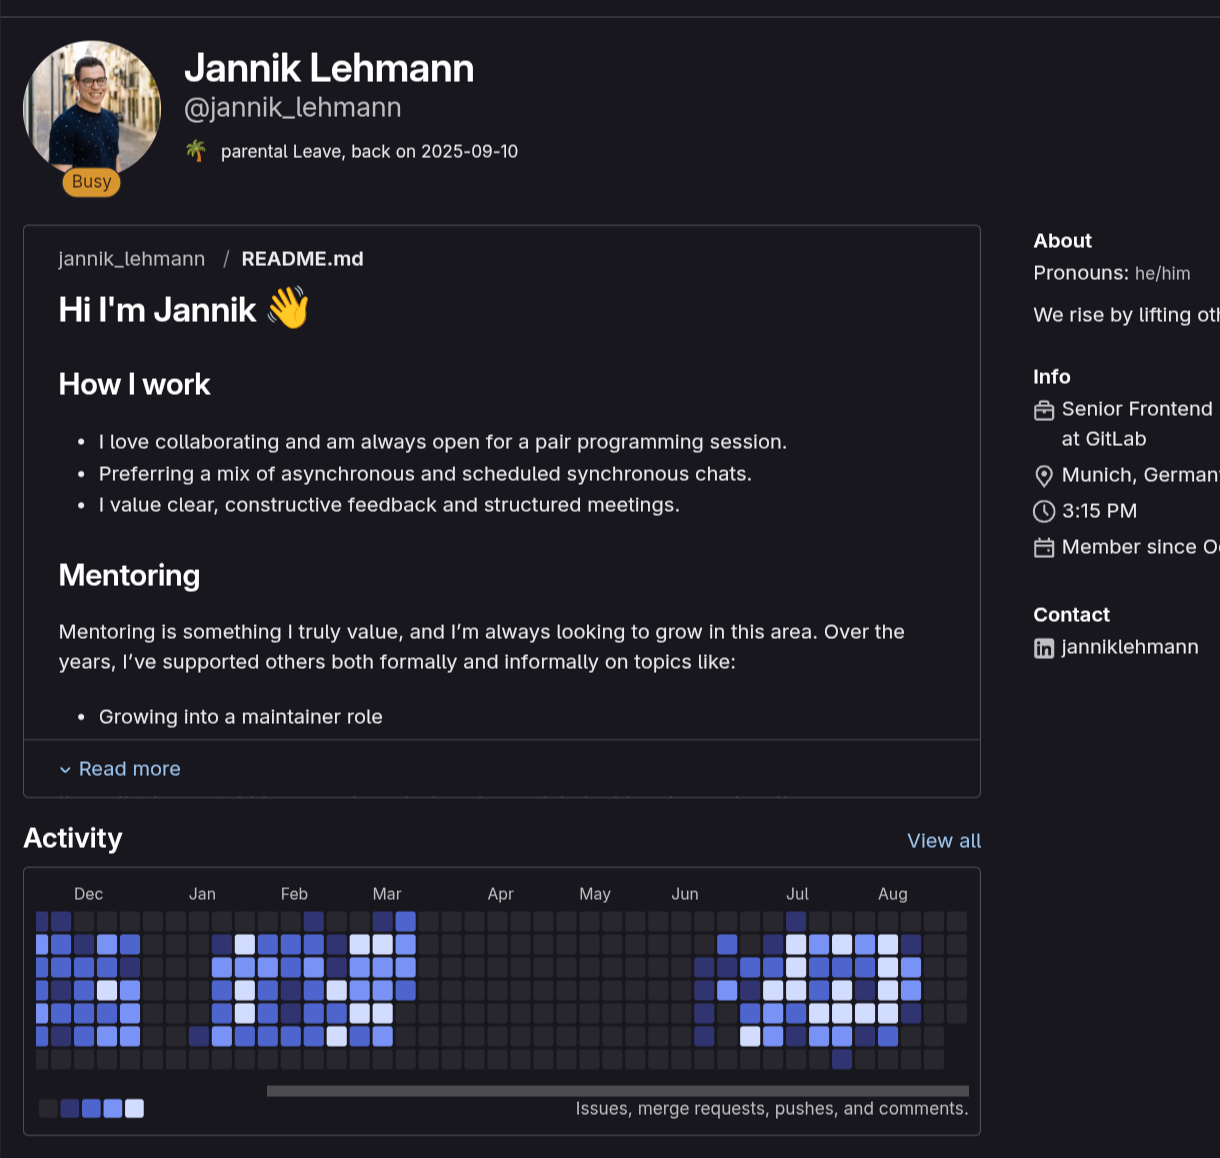 Jannik Lehmann
@jannik_lehmann
🌴 parental Leave, back on 2025-09-10
Busy
jannik_lehmann / README.md
Hi I'm Jannik 👋
How I work
• I love collaborating and am always open for a pair programming session.
• Preferring a mix of asynchronous and scheduled synchronous chats.
• I value clear, constructive feedback and structured meetings.
Mentoring
Mentoring is something I truly value, and I’m always looking to grow in this area. Over the
years, I’ve supported others both formally and informally on topics like:
• Growing into a maintainer role
Read more
About
Pronouns: he/him
We rise by lifting
Info
Senior Frontend
at GitLab
Munich,
3:15 PM
Member since
Contact
janniklehmann
Activity
View all
Dec Jan Feb Mar Apr May Jun Jul Aug
Issues, merge requests, pushes, and comments.